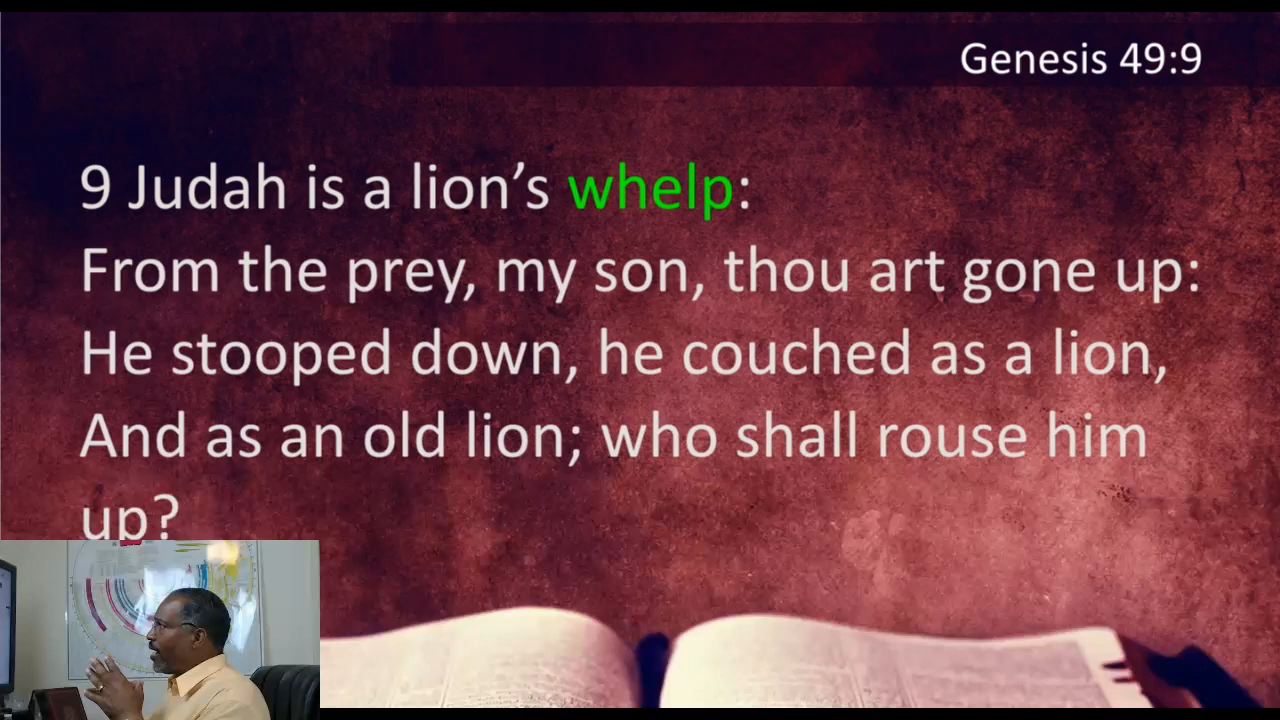 Genesis 49:9
9 Judah is a lion’s whelp:
From the prey, my son, thou art gone up:
He stooped down, he couched as a lion,
And as an old lion; who shall rouse him
up?